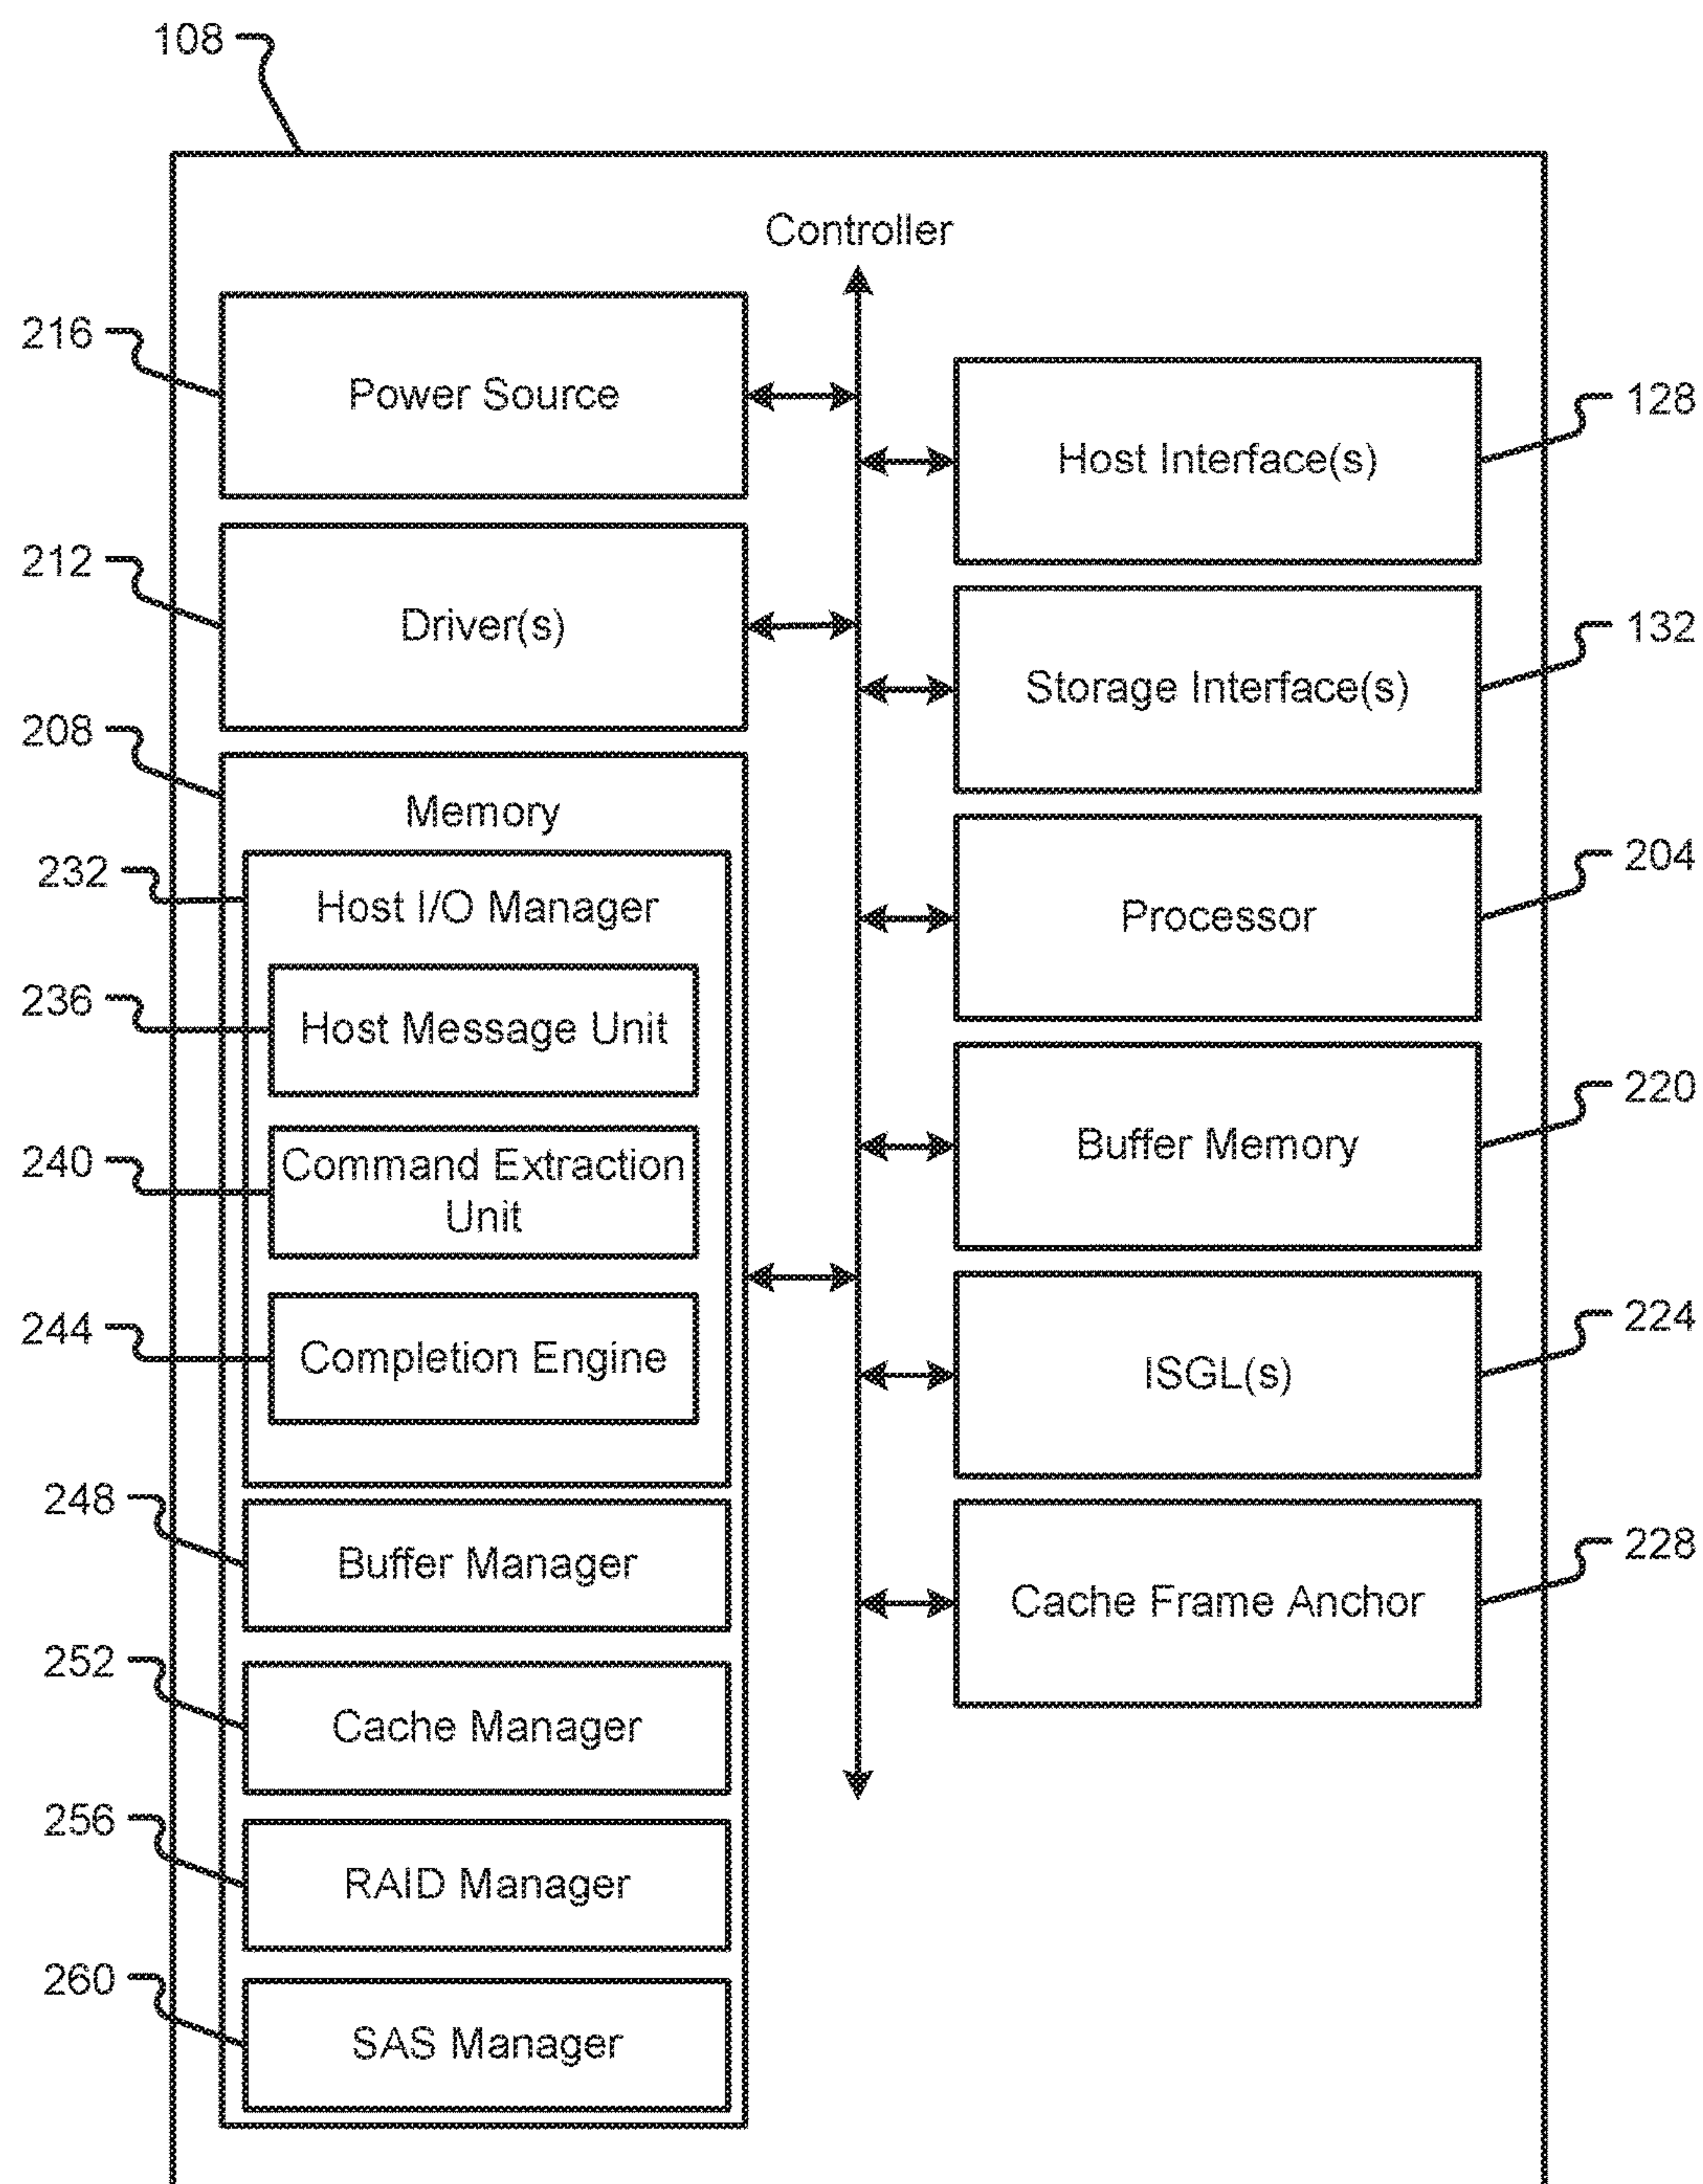 108
Controller
216
Power Source
128
Host Interface(s)
212
Driver(s)
132
Storage Interface(s)
208
Memory
204
Processor
232
Host I/O Manager
236
Host Message Unit
220
Buffer Memory
240
Command Extraction
Unit
244
Completion Engine
224
ISGL(s)
248
Buffer Manager
228
Cache Frame Anchor
252
Cache Manager
256
RAID Manager
260
SAS Manager